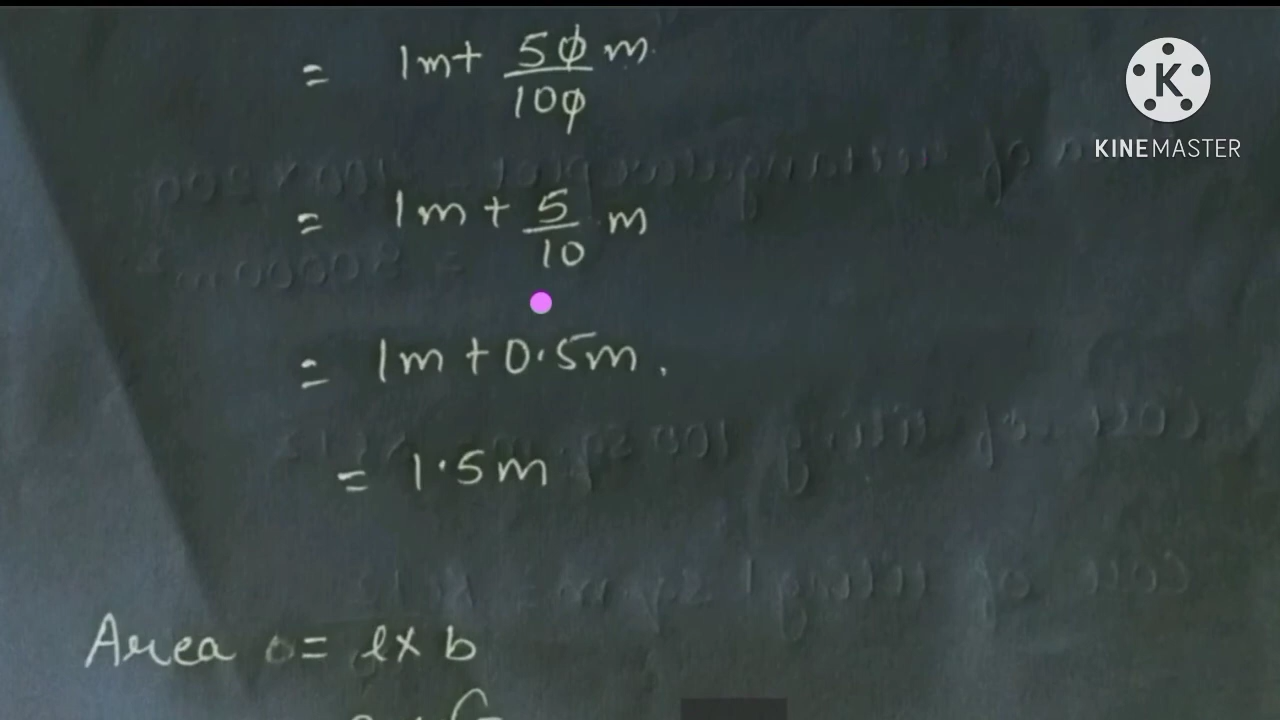 = 1m + 50/100 m
K
KINEMASTER
= 1m + 5/10 m
= 1m + 0.5m.
= 1.5m
Area = l × b